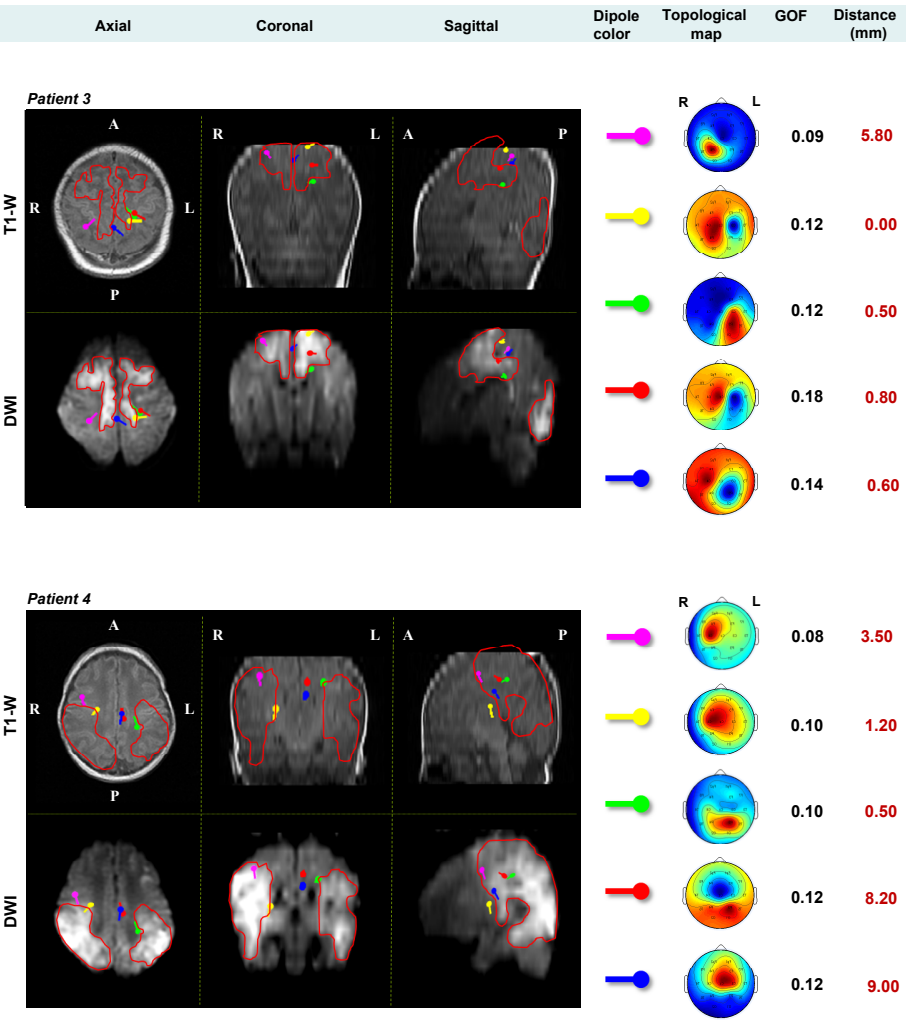 Axial Coronal Sagittal Dipole color Topological map GOF Distance (mm)
Patient 3
T1-W
A
R L
P
R L
A P
R L
0.09 5.80
0.12 0.00
0.12 0.50
DWI
0.18 0.80
0.14 0.60
Patient 4
T1-W
A
R L
P
R L
A P
R L
0.08 3.50
0.10 1.20
0.10 0.50
DWI
0.12 8.20
0.12 9.00